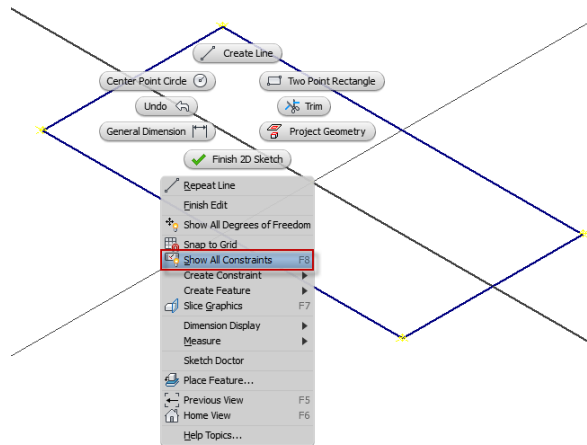 Create Line
Center Point Circle
Two Point Rectangle
Undo
Trim
General Dimension
Project Geometry
Finish 2D Sketch
Repeat Line
Finish Edit
Show All Degrees of Freedom
Snap to Grid
Show All Constraints F8
Create Constraint
Create Feature
Slice Graphics F7
Dimension Display
Measure
Sketch Doctor
Place Feature...
Previous View F5
Home View F6
Help Topics...